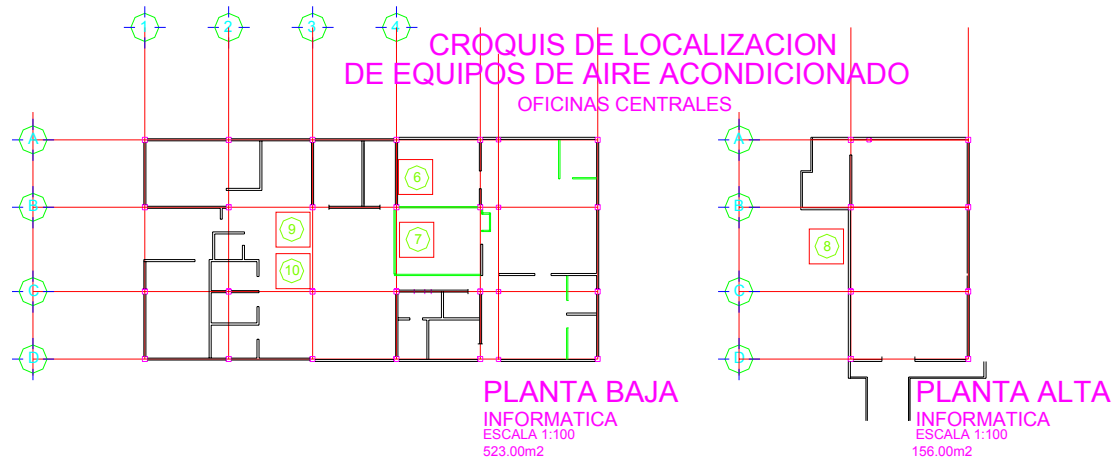 1 2 3 4
CROQUIS DE LOCALIZACION
DE EQUIPOS DE AIRE ACONDICIONADO
OFICINAS CENTRALES
A
B
C
D
6
7
9
10
A
B
C
D
8
PLANTA BAJA
INFORMATICA
ESCALA 1:100
523.00m2
PLANTA ALTA
INFORMATICA
ESCALA 1:100
156.00m2